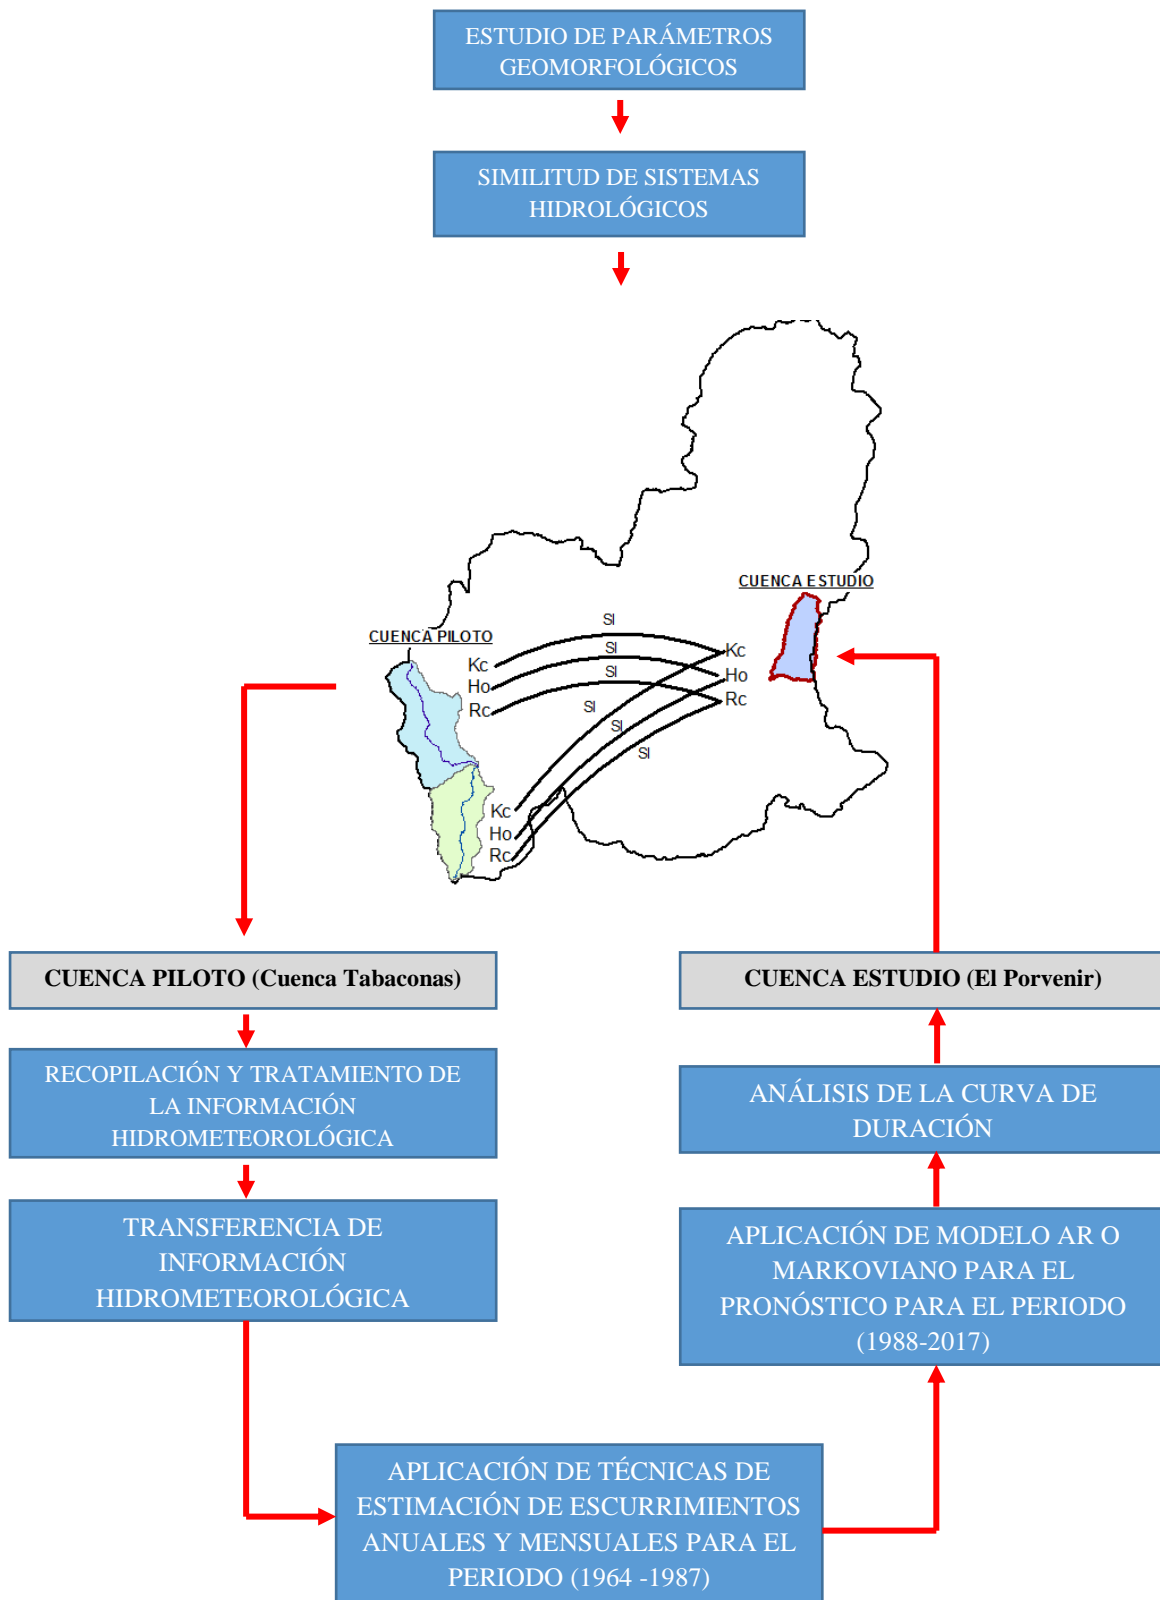 ESTUDIO DE PARÁMETROS
GEOMORFOLÓGICOS
SIMILITUD DE SISTEMAS
HIDROLÓGICOS
CUENCA ESTUDIO
CUENCA PILOTO
SI
SI
SI
SI
SI
SI
Kc
Ho
Rc
Kc
Ho
Rc
Kc
Ho
Rc
CUENCA PILOTO (Cuenca Tabaconas)
RECOPILACIÓN Y TRATAMIENTO DE
LA INFORMACIÓN
HIDROMETEOROLÓGICA
TRANSFERENCIA DE
INFORMACIÓN
HIDROMETEOROLÓGICA
APLICACIÓN DE TÉCNICAS DE
ESTIMACIÓN DE ESCURRIMIENTOS
ANUALES Y MENSUALES PARA EL
PERIODO (1964 -1987)
APLICACIÓN DE MODELO AR O
MARKOVIANO PARA EL
PRONÓSTICO PARA EL PERIODO
(1988-2017)
ANÁLISIS DE LA CURVA DE
DURACIÓN
CUENCA ESTUDIO (El Porvenir)